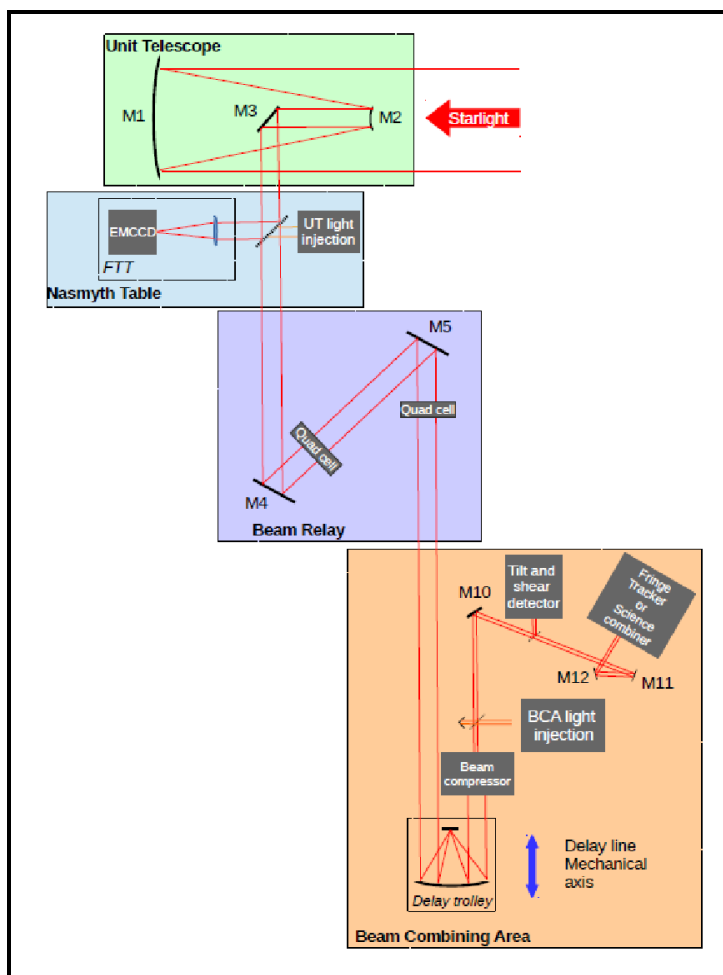 Unit Telescope
M3
M1
M2
Starlight
EMCCD
UT light
injection
FTT
Nasmyth Table
M5
Quad cell
Quad cell
M4
Beam Relay
Tilt and
shear
detector
Fringe
Tracker
or
Science
combiner
M10
M12
M11
BCA light
injection
Beam
compressor
Delay line
Mechanical
axis
Delay trolley
Beam Combining Area